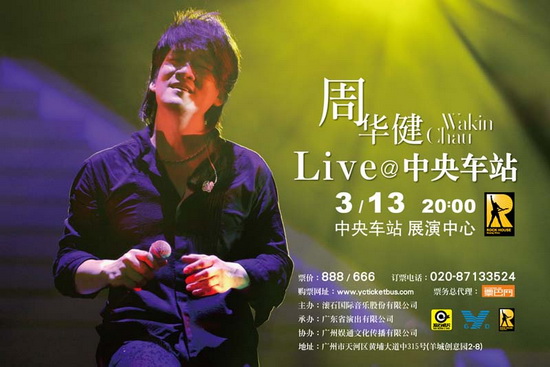 周华健
Wakin
Chau
Live@中央车站
3/13 20:00
中央车站 展演中心
R
ROCK HOUSE
票价：888/666 订票电话：020-87133524
购票网址：www.ycticketbus.com 票务总代理：
主办：滚石国际音乐股份有限公司
承办：广东省演出有限公司
协办：广州娱通文化传播有限公司
地址：广州市天河区黄埔大道中315号(羊城创意园2-8)